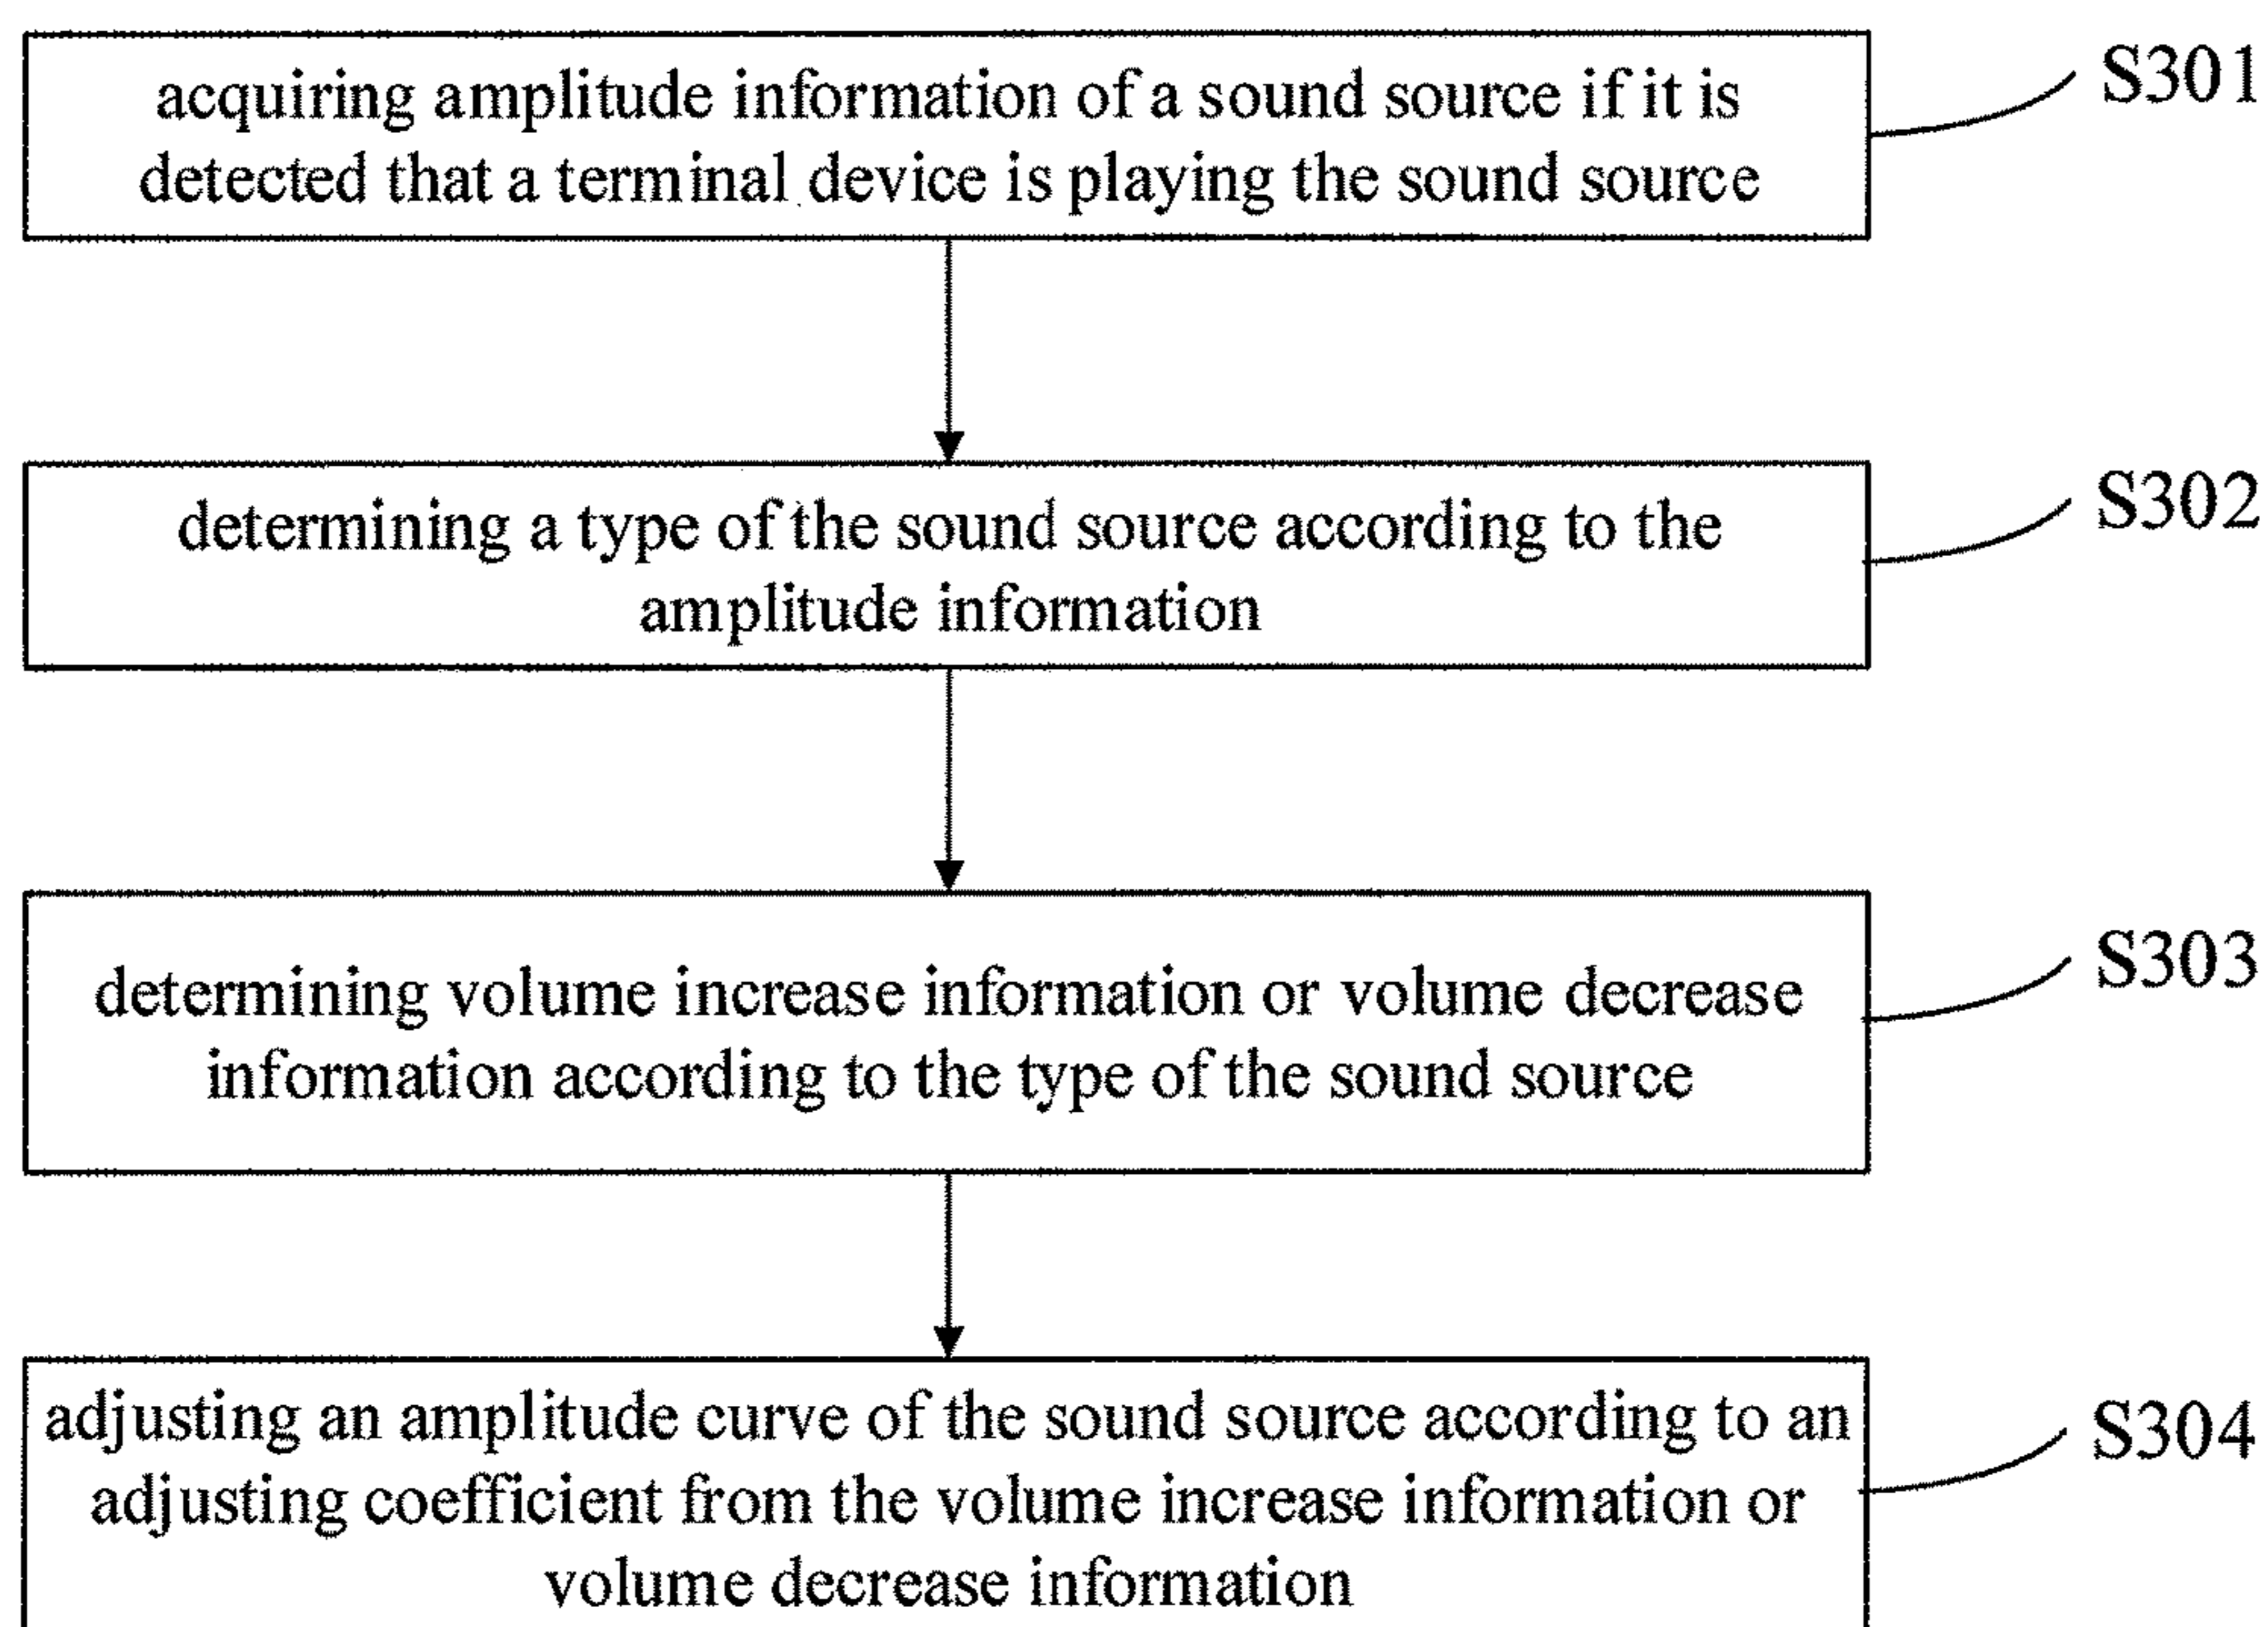 acquiring amplitude information of a sound source if it is
detected that a terminal device is playing the sound source
S301
determining a type of the sound source according to the
amplitude information
S302
determining volume increase information or volume decrease
information according to the type of the sound source
S303
adjusting an amplitude curve of the sound source according to an
adjusting coefficient from the volume increase information or
volume decrease information
S304